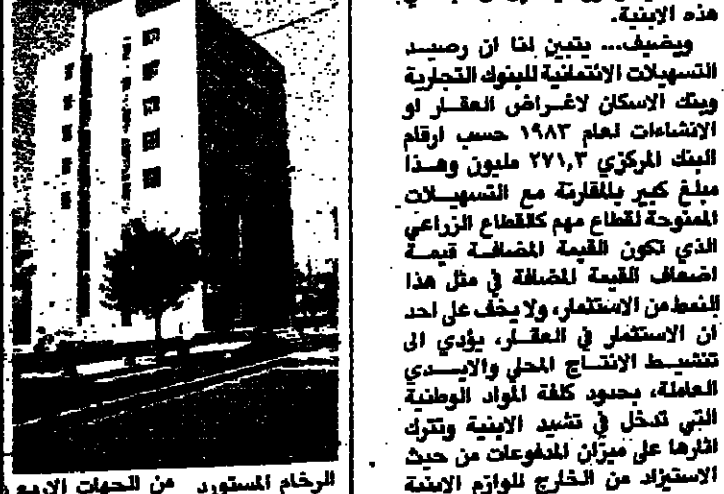 هذه الابنية.
ويضيف... يتبين لنا ان رصيد
التسهيلات الائتمانية للبنوك التجارية
وبنك الاسكان لاغراض العقار او
الانشاءات لعام ١٩٨٣ حسب ارقام
البنك المركزي ٢٧١,٣ مليون وهذا
مبلغ كبير بالمقارنة مع التسهيلات
الممنوحة لقطاع مهم كالقطاع الزراعي
الذي تكون القيمة المضافة قيمة
اضعاف القيمة المضافة في مثل هذا
النمط من الاستثمار، ولا يخف على احد
ان الاستثمار في العقار، يؤدي الى
تنشيط الانتاج المحلي والايدي
العاملة، بحدود كلفة المواد الوطنية
التي تدخل في تشيد الابنية وتترك
اثارها على ميزان المدفوعات من حيث
الاستيراد من الخارج للوازم الابنية
الرخام المستورد من الجهات الاربع